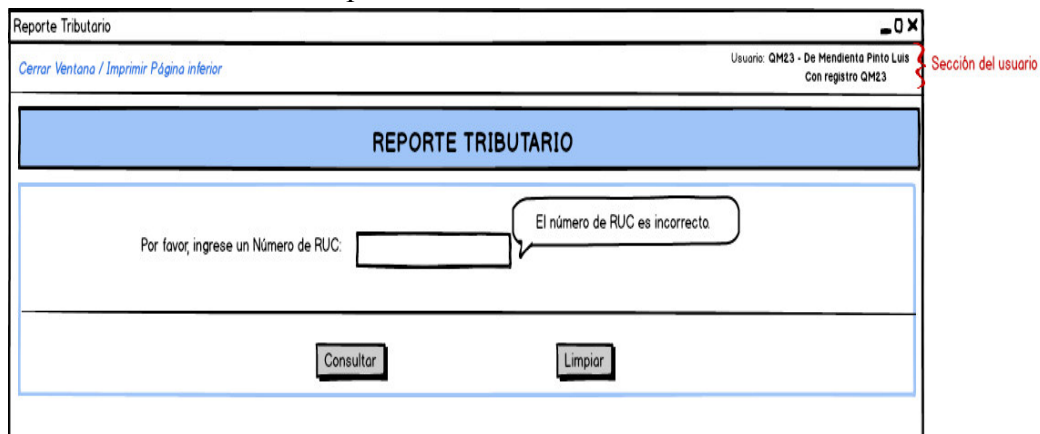 Reporte Tributario
Cerrar Ventana / Imprimir Página inferior
Usuario: QM23 - De Mendienta Pinto Luis
Con registro QM23
Sección del usuario
REPORTE TRIBUTARIO
El número de RUC es incorrecto.
Por favor, ingrese un Número de RUC:
Consultar
Limpiar